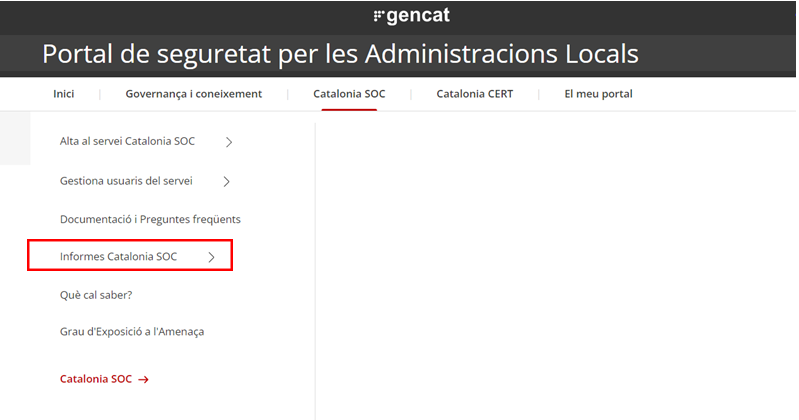 gencat
Portal de seguretat per les Administracions Locals
Inici Governança i coneixement Catalonia SOC Catalonia CERT El meu portal
Alta al servei Catalonia SOC
Gestiona usuaris del servei
Documentació i Preguntes freqüents
Informes Catalonia SOC
Què cal saber?
Grau d'Exposició a l'Amenaça
Catalonia SOC →